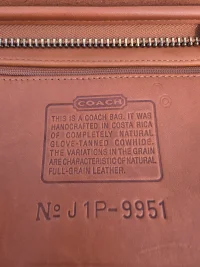 COACH
THIS IS A COACH BAG. IT WAS
HANDCRAFTED IN COSTA RICA
OF COMPLETELY NATURAL
GLOVE-TANNED COWHIDE.
THE VARIATIONS IN THE GRAIN
ARE CHARACTERISTIC OF NATURAL
FULL-GRAIN LEATHER.
No J1P-9951